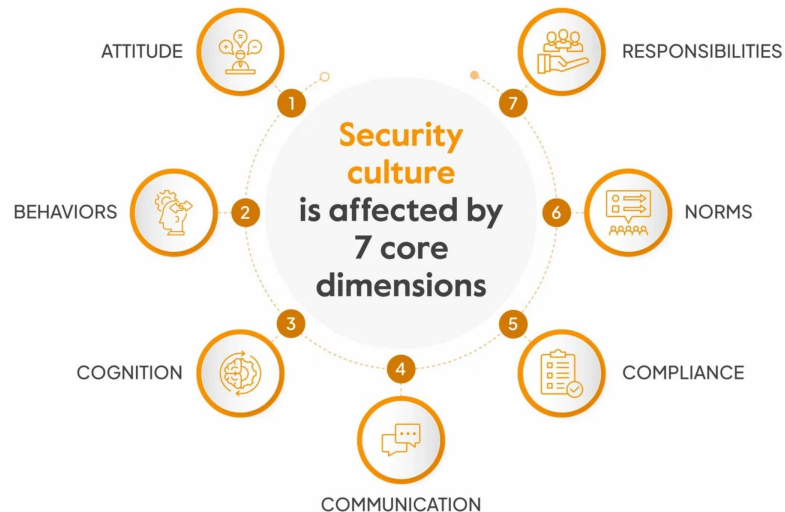 Security
culture
is affected by
7 core
dimensions
1
ATTITUDE
2
BEHAVIORS
3
COGNITION
4
COMMUNICATION
5
COMPLIANCE
6
NORMS
7
RESPONSIBILITIES